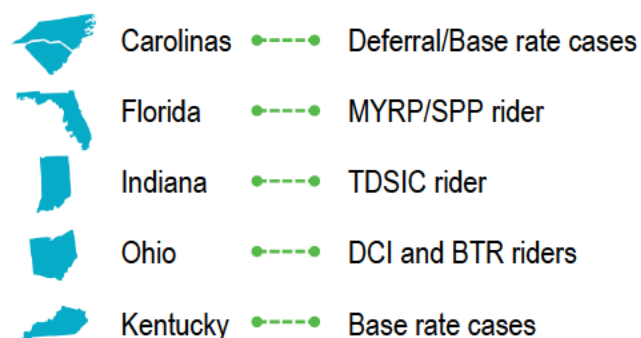 Carolinas Deferral/Base rate cases
Florida MYRP/SPP rider
Indiana TDSIC rider
Ohio DCI and BTR riders
Kentucky Base rate cases